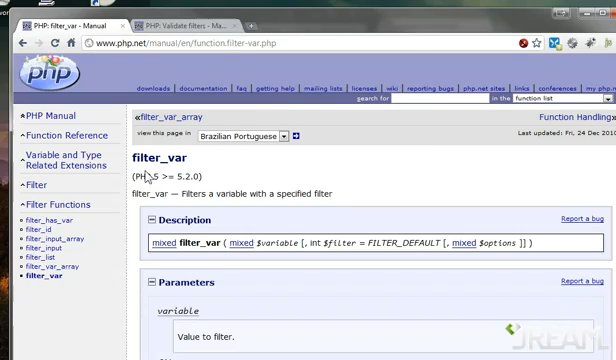 PHP: filter_var - Manual
PHP: Validate filters - Ma
www.php.net/manual/en/function.filter-var.php
php
downloads | documentation | faq | getting help | mailing lists | licenses | wiki | reporting bugs | php.net sites | links | conferences | my php.net
search for
in the
function list
PHP Manual
Function Reference
Variable and Type
Related Extensions
Filter
Filter Functions
filter_has_var
filter_id
filter_input_array
filter_input
filter_list
filter_var_array
filter_var
«filter_var_array
Function Handling»
view this page in
Brazilian Portuguese
Last updated: Fri, 24 Dec 2010
filter_var
(PHP 5 >= 5.2.0)
filter_var — Filters a variable with a specified filter
Description
Report a bug
mixed filter_var ( mixed $variable [, int $filter = FILTER_DEFAULT [, mixed $options ]] )
Parameters
Report a bug
variable
Value to filter.
JREAM